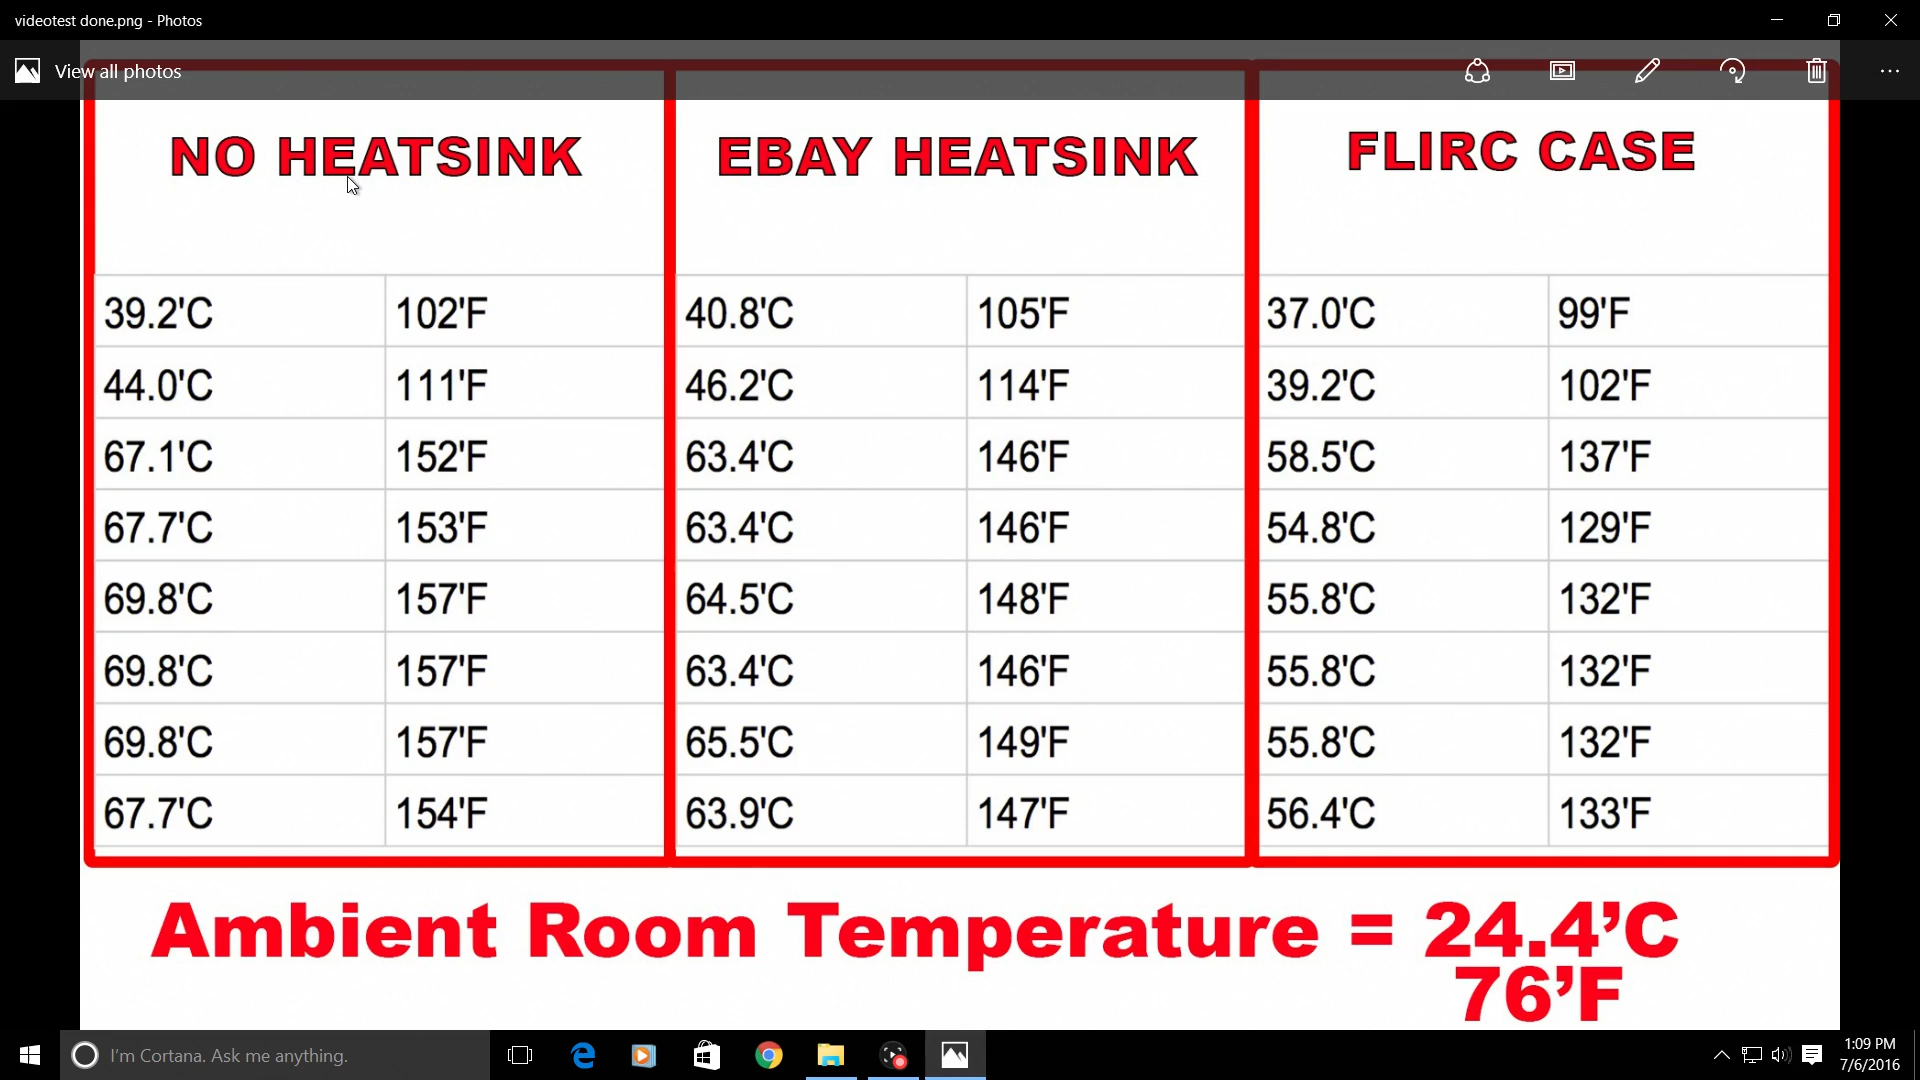 videotest done.png - Photos
View all photos
NO HEATSINK EBAY HEATSINK FLIRC CASE
39.2'C 102'F 40.8'C 105'F 37.0'C 99'F
44.0'C 111'F 46.2'C 114'F 39.2'C 102'F
67.1'C 152'F 63.4'C 146'F 58.5'C 137'F
67.7'C 153'F 63.4'C 146'F 54.8'C 129'F
69.8'C 157'F 64.5'C 148'F 55.8'C 132'F
69.8'C 157'F 63.4'C 146'F 55.8'C 132'F
69.8'C 157'F 65.5'C 149'F 55.8'C 132'F
67.7'C 154'F 63.9'C 147'F 56.4'C 133'F
Ambient Room Temperature = 24.4’C
76’F
I'm Cortana. Ask me anything.
1:09 PM
7/6/2016